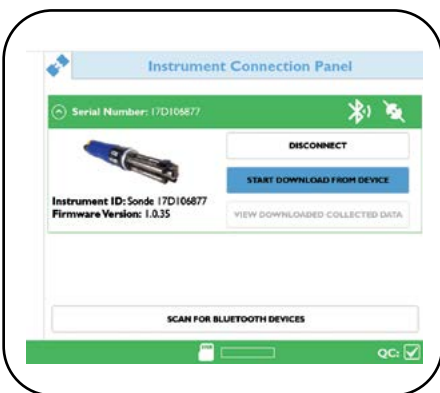 Instrument Connection Panel
Serial Number: 17D106877
DISCONNECT
START DOWNLOAD FROM DEVICE
Instrument ID: Sonde 17D106877
Firmware Version: 1.0.35
VIEW DOWNLOADED COLLECTED DATA
SCAN FOR BLUETOOTH DEVICES
QC: